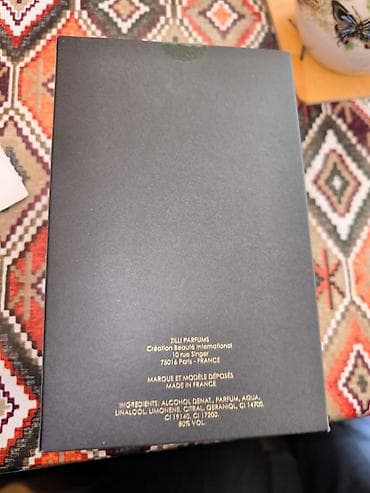 ZILLI PARFUMS
Création Beauté International
10 rue Singer
75016 Paris - FRANCE
MARQUE ET MODÈLE DÉPOSÉS
MADE IN FRANCE
INGREDIENTS: ALCOHOL DENAT., PARFUM, AQUA,
LINALOOL, LIMONENE, CITRAL, GERANIOL, CI 14700,
CI 19140, CI 17200.
80% VOL.